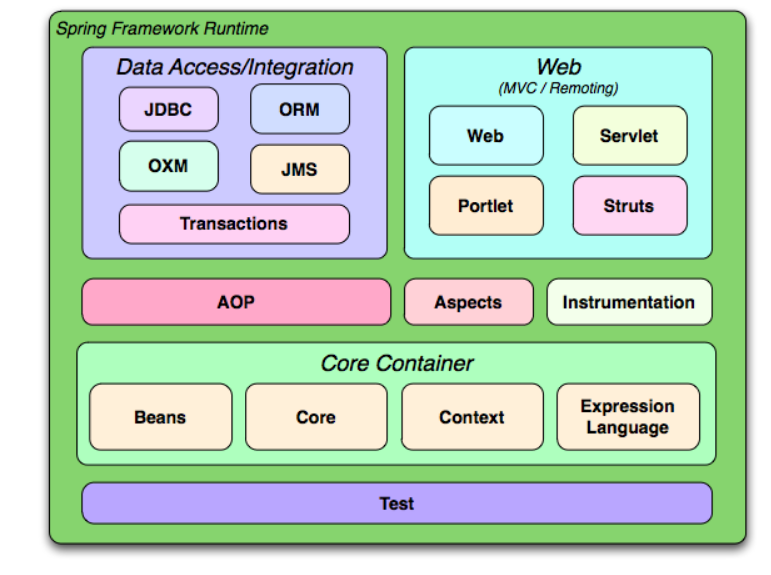 Spring Framework Runtime
Data Access/Integration
JDBC
ORM
OXM
JMS
Transactions
Web
(MVC / Remoting)
Web
Servlet
Portlet
Struts
AOP
Aspects
Instrumentation
Core Container
Beans
Core
Context
Expression
Language
Test